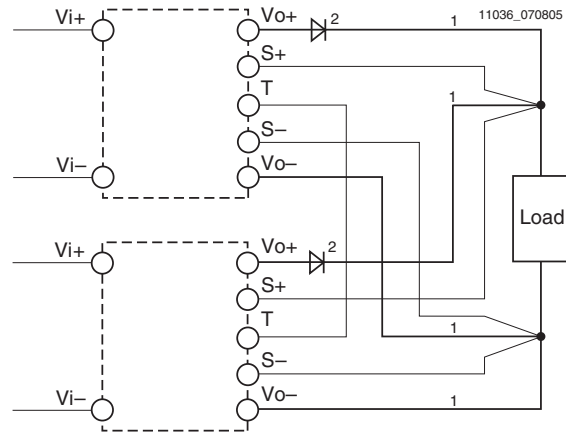 Vi+ Vo+ 2 1 11036_070805
S+
T 1
S–
Vi– Vo–
Load
Vi+ Vo+ 2
S+
T
1
S–
Vi– Vo– 1